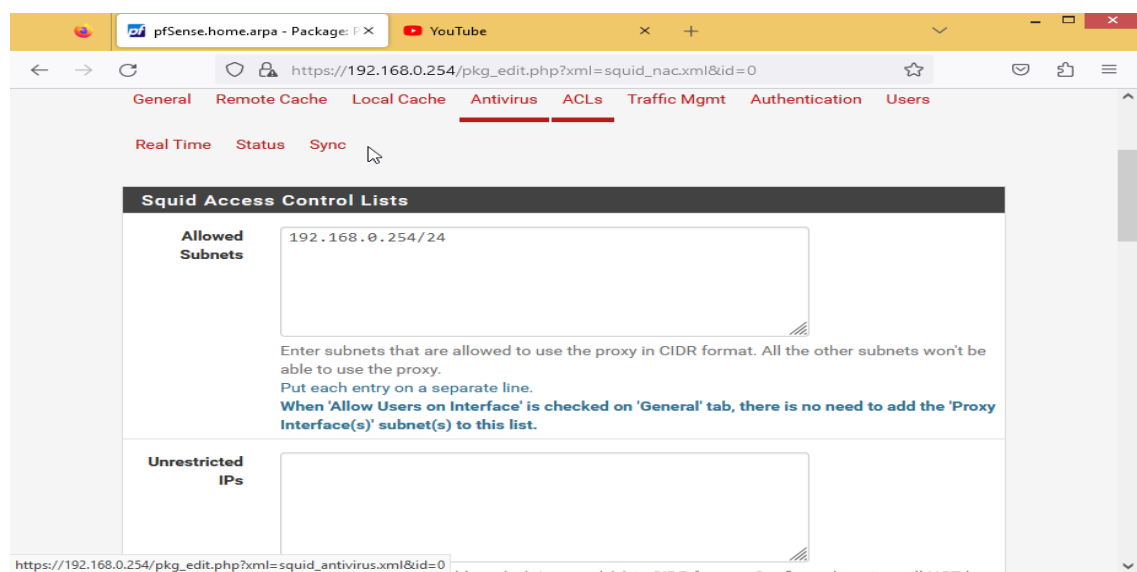 pfSense.home.arpa - Package: P
YouTube
https://192.168.0.254/pkg_edit.php?xml=squid_nac.xml&id=0
General Remote Cache Local Cache Antivirus ACLs Traffic Mgmt Authentication Users
Real Time Status Sync
Squid Access Control Lists
Allowed Subnets
192.168.0.254/24
Enter subnets that are allowed to use the proxy in CIDR format. All the other subnets won't be
able to use the proxy.
Put each entry on a separate line.
When 'Allow Users on Interface' is checked on 'General' tab, there is no need to add the 'Proxy
Interface(s)' subnet(s) to this list.
Unrestricted IPs
https://192.168.0.254/pkg_edit.php?xml=squid_antivirus.xml&id=0